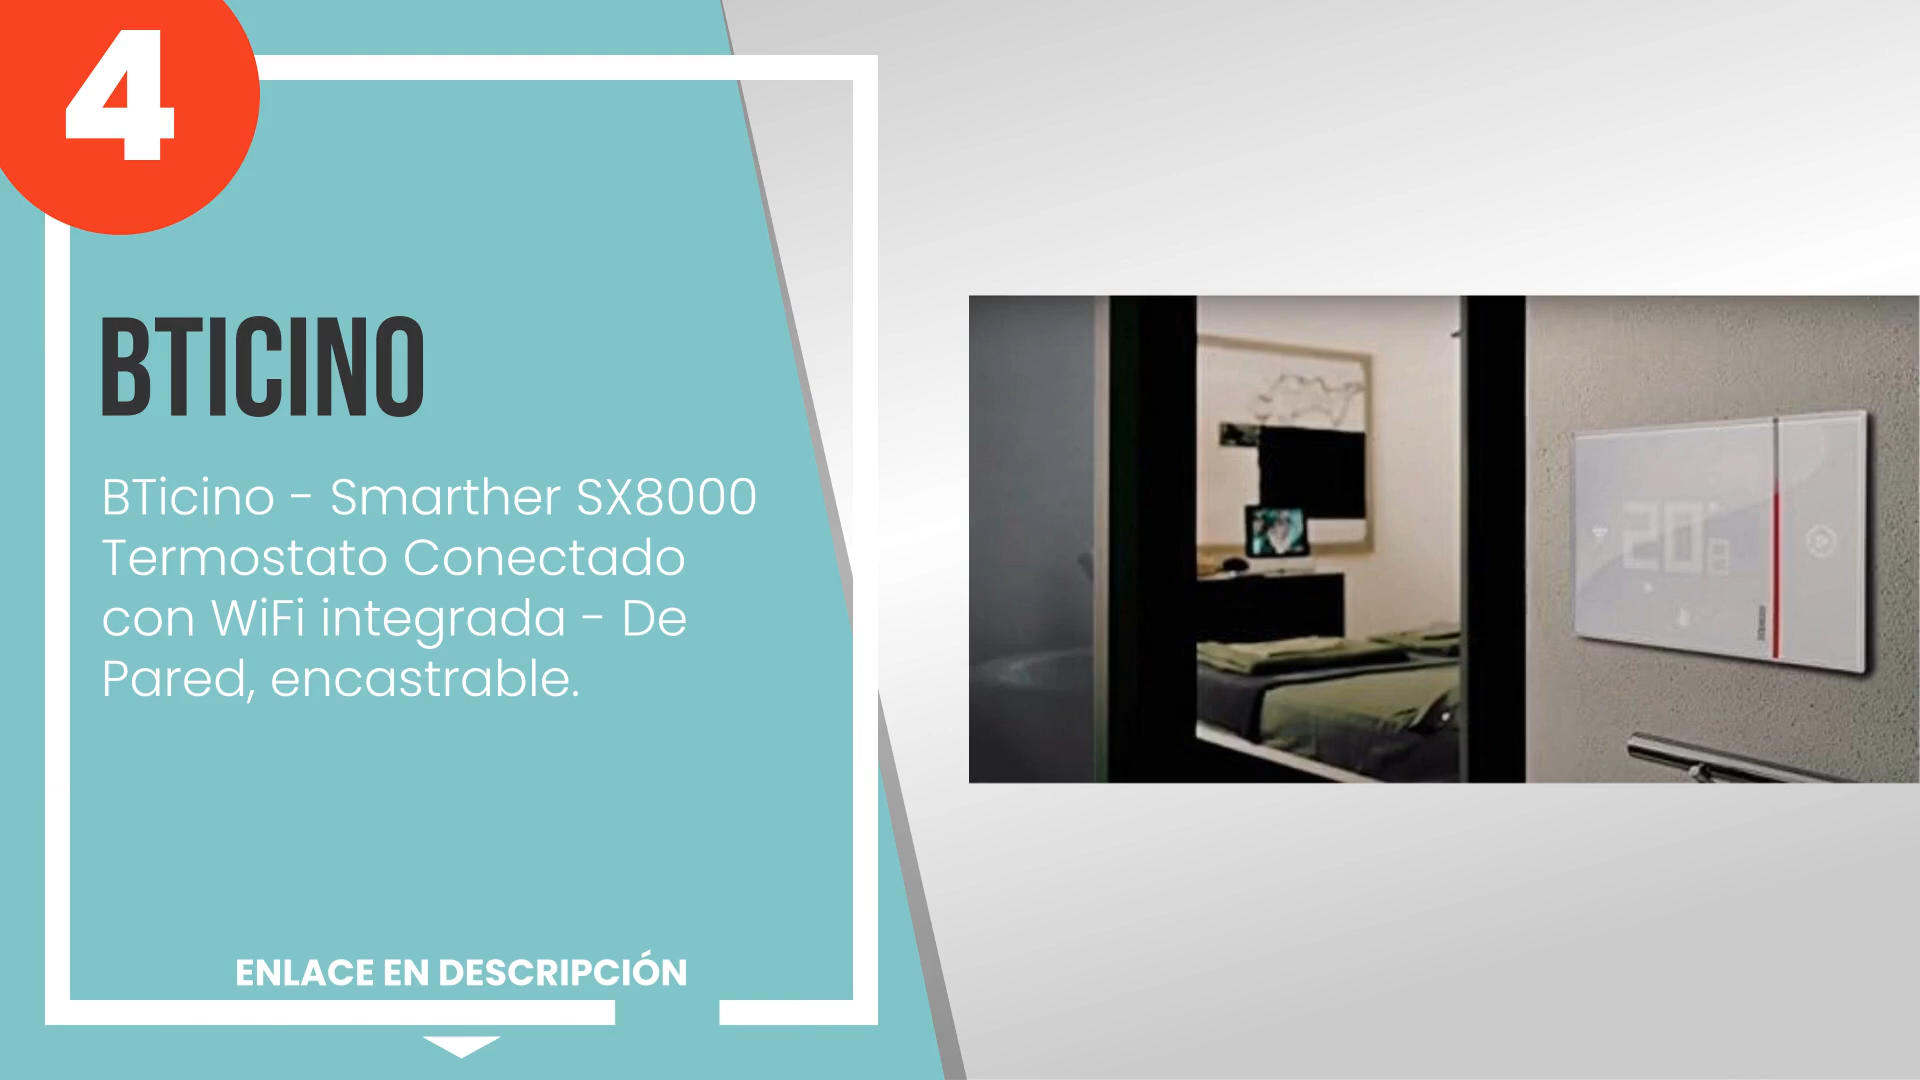 4
BTICINO
BTicino - Smarther SX8000
Termostato Conectado
con WiFi integrada - De
Pared, encastrable.
20
ENLACE EN DESCRIPCIÓN